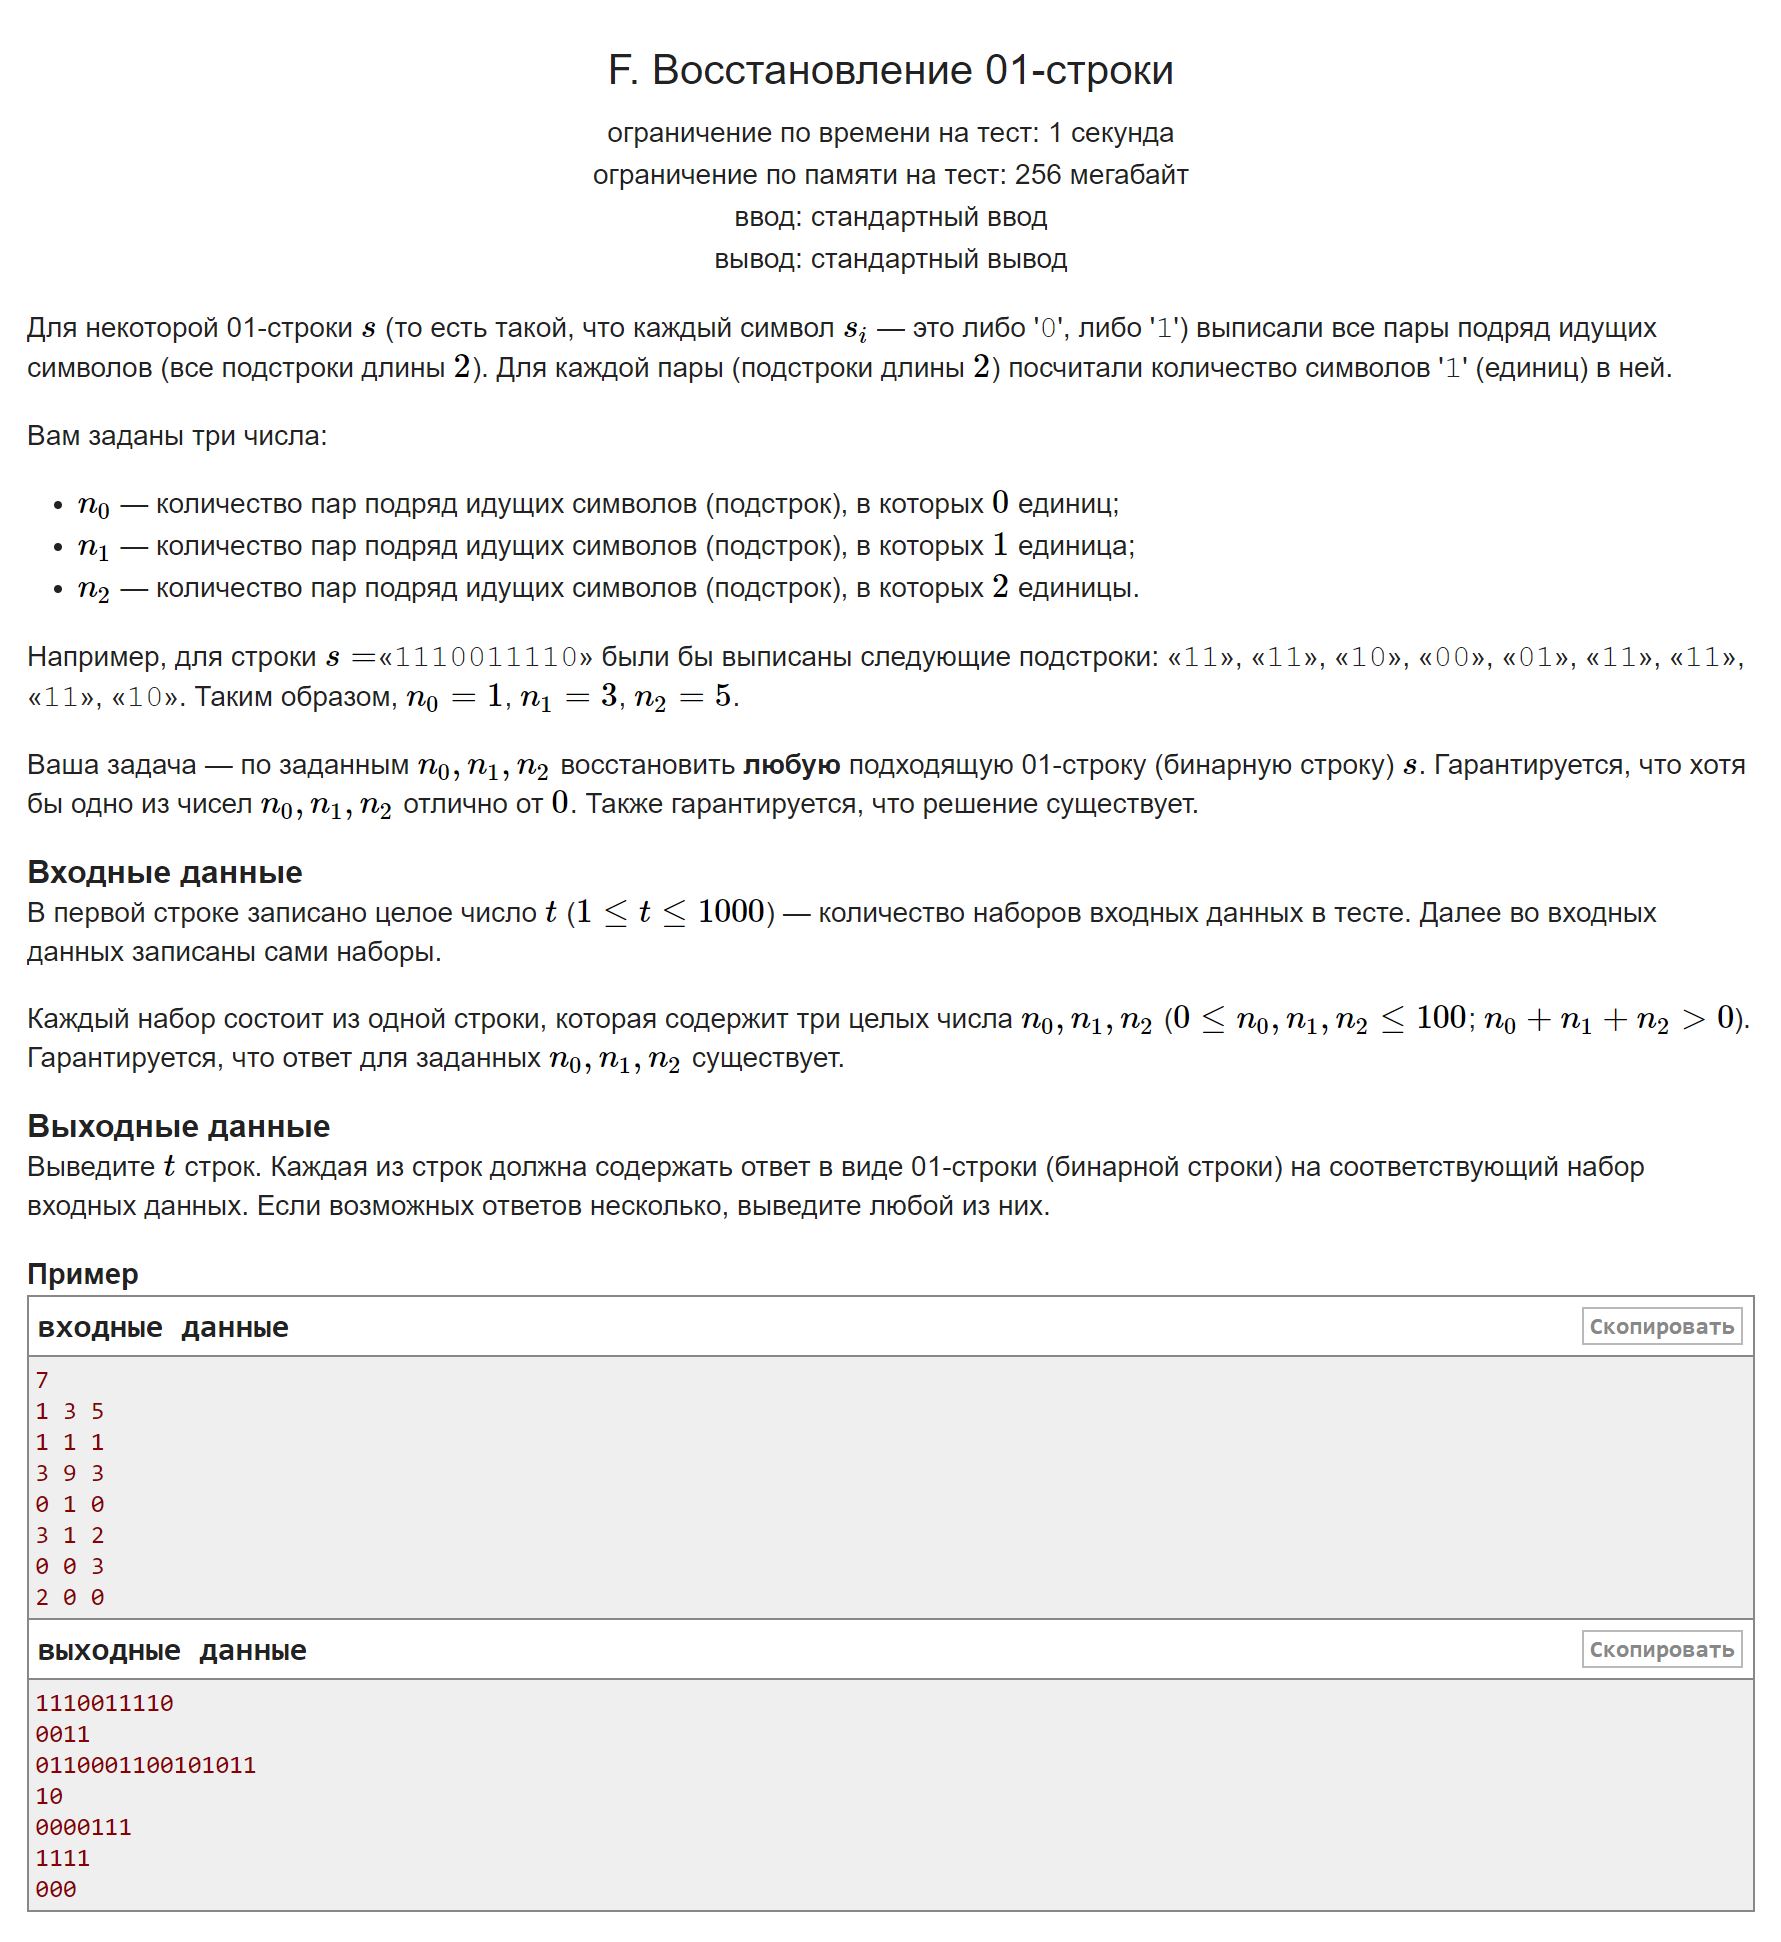 F. Восстановление 01-строки
ограничение по времени на тест: 1 секунда
ограничение по памяти на тест: 256 мегабайт
ввод: стандартный ввод
вывод: стандартный вывод
Для некоторой 01-строки s (то есть такой, что каждый символ s_i — это либо '0', либо '1') выписали все пары подряд идущих
символов (все подстроки длины 2). Для каждой пары (подстроки длины 2) посчитали количество символов '1' (единиц) в ней.
Вам заданы три числа:
• n_0 — количество пар подряд идущих символов (подстрок), в которых 0 единиц;
• n_1 — количество пар подряд идущих символов (подстрок), в которых 1 единица;
• n_2 — количество пар подряд идущих символов (подстрок), в которых 2 единицы.
Например, для строки s =«1110011110» были бы выписаны следующие подстроки: «11», «11», «10», «00», «01», «11», «11»,
«11», «10». Таким образом, n_0 = 1, n_1 = 3, n_2 = 5.
Ваша задача — по заданным n_0, n_1, n_2 восстановить любую подходящую 01-строку (бинарную строку) s. Гарантируется, что хотя
бы одно из чисел n_0, n_1, n_2 отлично от 0. Также гарантируется, что решение существует.
Входные данные
В первой строке записано целое число t (1 ≤ t ≤ 1000) — количество наборов входных данных в тесте. Далее во входных
данных записаны сами наборы.
Каждый набор состоит из одной строки, которая содержит три целых числа n_0, n_1, n_2 (0 ≤ n_0, n_1, n_2 ≤ 100; n_0 + n_1 + n_2 > 0).
Гарантируется, что ответ для заданных n_0, n_1, n_2 существует.
Выходные данные
Выведите t строк. Каждая из строк должна содержать ответ в виде 01-строки (бинарной строки) на соответствующий набор
входных данных. Если возможных ответов несколько, выведите любой из них.
Пример
входные данные Скопировать
7
1 3 5
1 1 1
3 9 3
0 1 0
3 1 2
0 0 3
2 0 0
выходные данные Скопировать
1110011110
0011
0110001100101011
10
0000111
1111
000